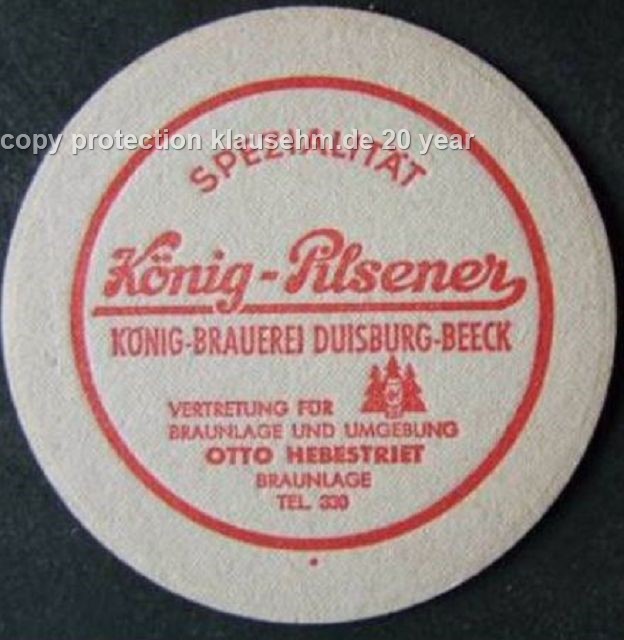 copy protection klausehm.de 20 year
SPEZIALITÄT
König-Pilsener
KÖNIG-BRAUEREI DUISBURG-BEECK
VERTRETUNG FÜR
BRAUNLAGE UND UMGEBUNG
OTTO HEBESTRIET
BRAUNLAGE
TEL. 330